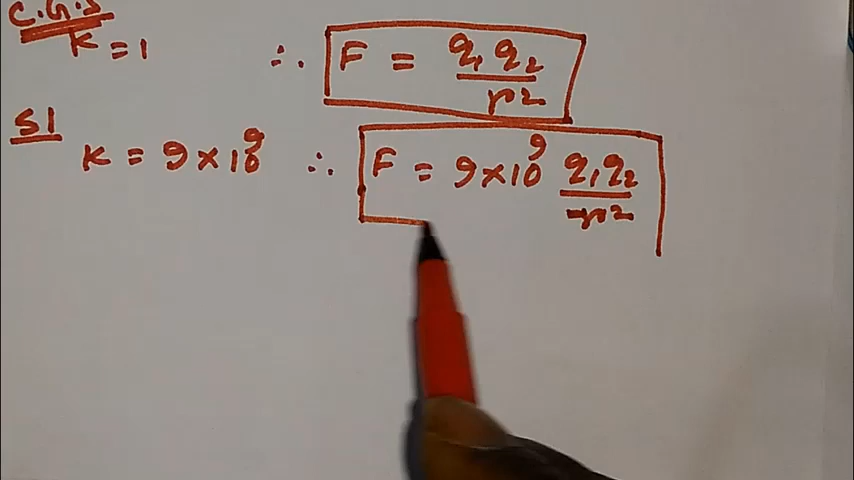 C.G.S
K = 1 ∴ F = q₁q₂/r²
SI
K = 9×10⁹ ∴ F = 9×10⁹ q₁q₂/r²